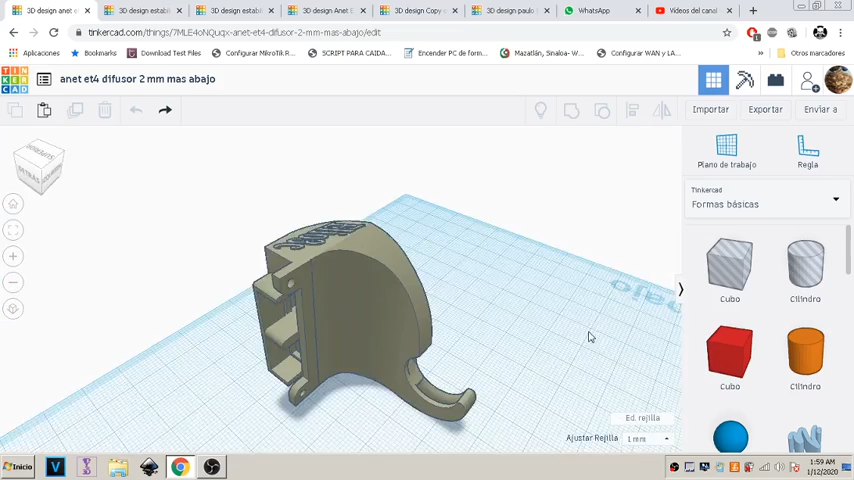 3D design anet
3D design estabi
3D design estabi
3D design Anet E
3D design Copy
3D design paulo
WhatsApp
Videos del canal
tinkercad.com/things/7MLE4oNQuqx-anet-et4-difusor-2-mm-mas-abajo/edit
Aplicaciones
Bookmarks
Download Test Files
Configurar MikroTik R
SCRIPT PARA CAIDA...
Encender PC de form...
Mazatlán, Sinaloa- W...
Configurar WAN y LA...
»
Otros marcadores
TIN
KER
CAD
anet et4 difusor 2 mm mas abajo
Importar
Exportar
Enviar a
SUPERIOR
DETRÁS
Plano de trabajo
Regla
Tinkercad
Formas básicas
Cubo
Cilindro
Cubo
Cilindro
Ed. rejilla
Ajustar Rejilla
1 mm
Inicio
1:59 AM
1/12/2020